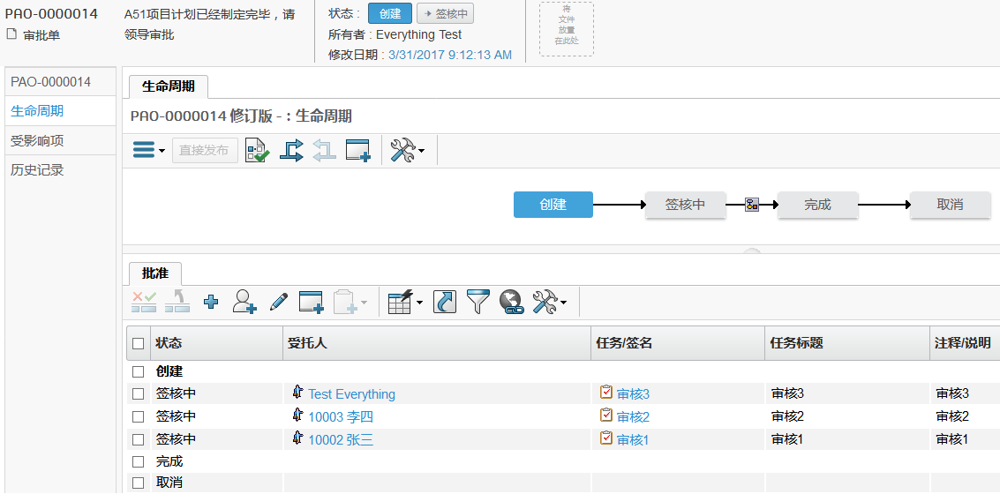 PAO-0000014
审批单
A51项目计划已经制定完毕，请
领导审批
状态： 创建 签核中
所有者：Everything Test
修改日期：3/31/2017 9:12:13 AM
将
文件
放置
在此处
PAO-0000014
生命周期
受影响项
历史记录
生命周期
PAO-0000014 修订版 -：生命周期
直接发布
创建 签核中 完成 取消
批准
状态 受托人 任务/签名 任务标题 注释/说明
创建
签核中 Test Everything 审核3 审核3 审核3
签核中 10003 李四 审核2 审核2 审核2
签核中 10002 张三 审核1 审核1 审核1
完成
取消